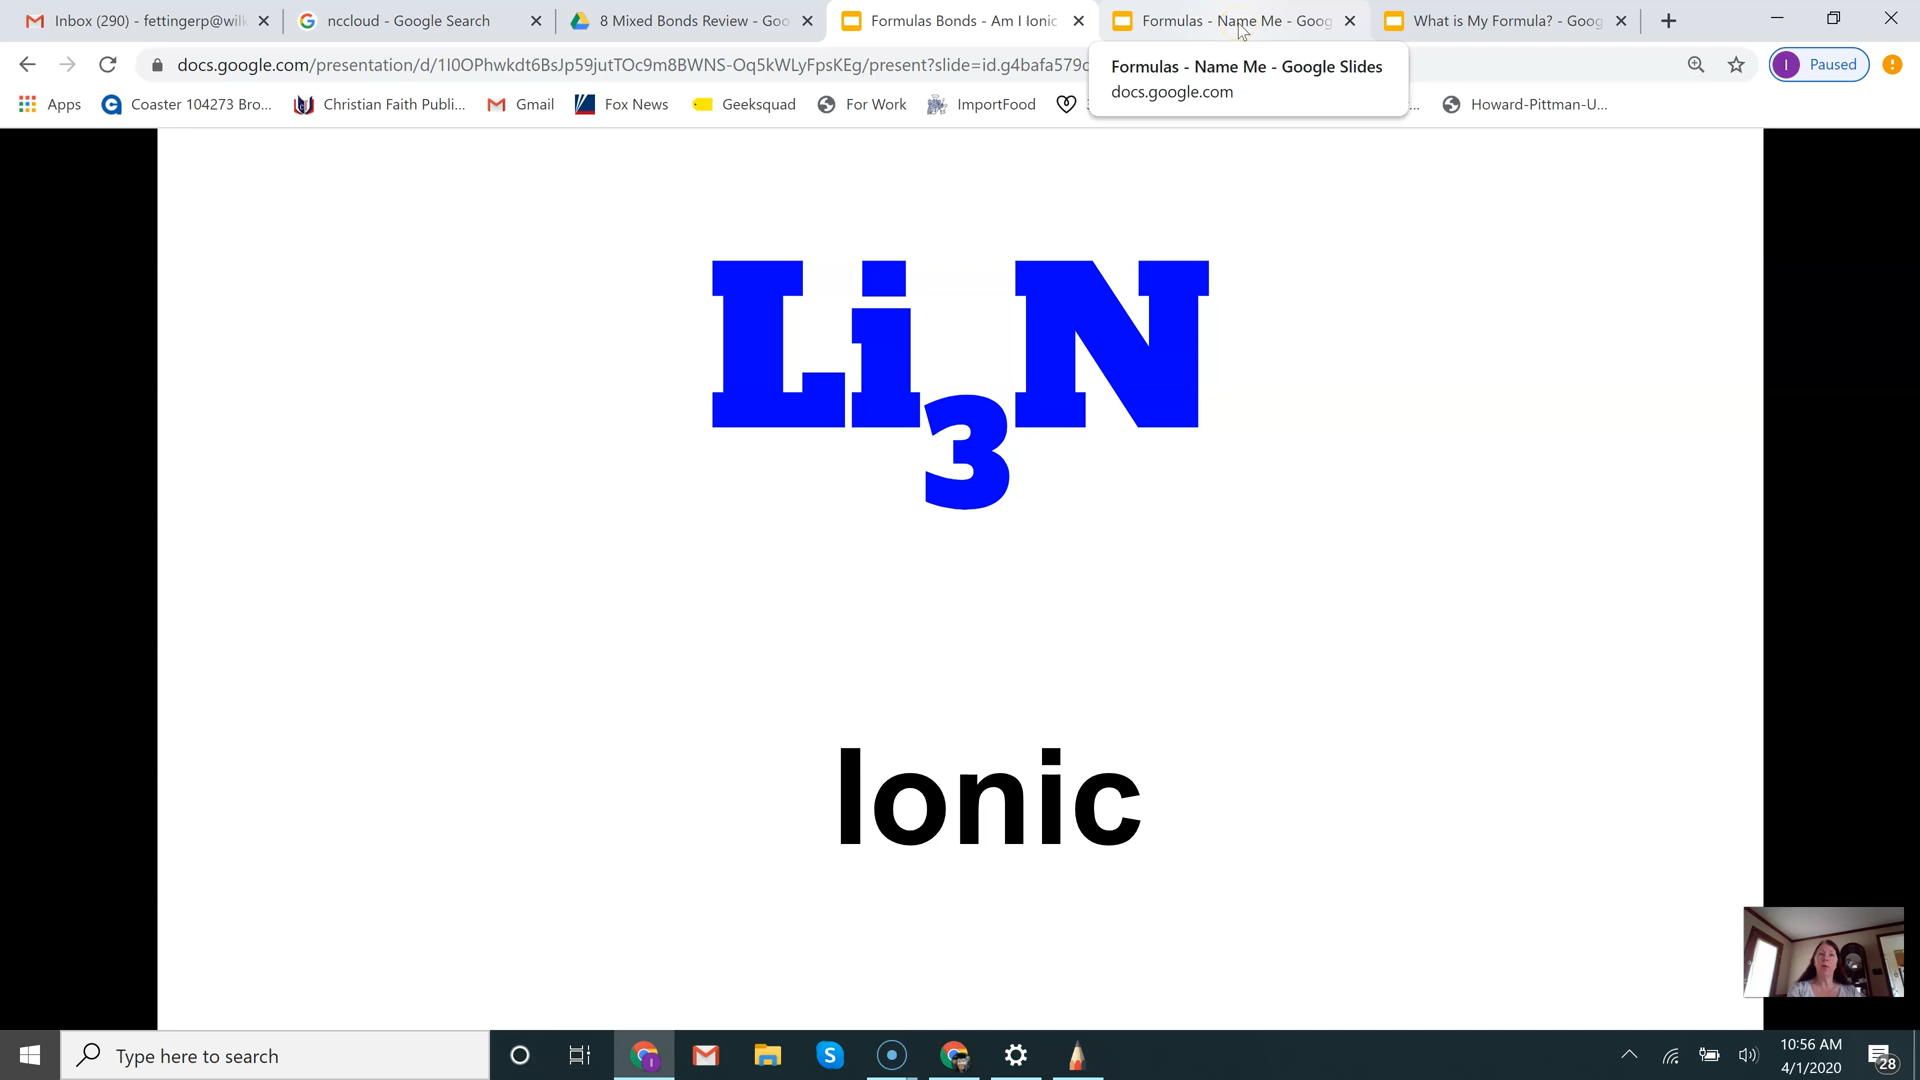 Inbox (290) - fettingerp@wilk
nccloud - Google Search
8 Mixed Bonds Review - Goo
Formulas Bonds - Am I Ionic
Formulas - Name Me - Goog
What is My Formula? - Goog
docs.google.com/presentation/d/1I0OPhwkdt6BsJp59jutTOc9m8BWNS-Oq5kWLyFpsKEg/present?slide=id.g4bafa579c
Paused
Formulas - Name Me - Google Slides
docs.google.com
Apps
Coaster 104273 Bro...
Christian Faith Publi...
Gmail
Fox News
Geeksquad
For Work
ImportFood
Howard-Pittman-U...
Li3N
Ionic
Type here to search
10:56 AM
4/1/2020
28